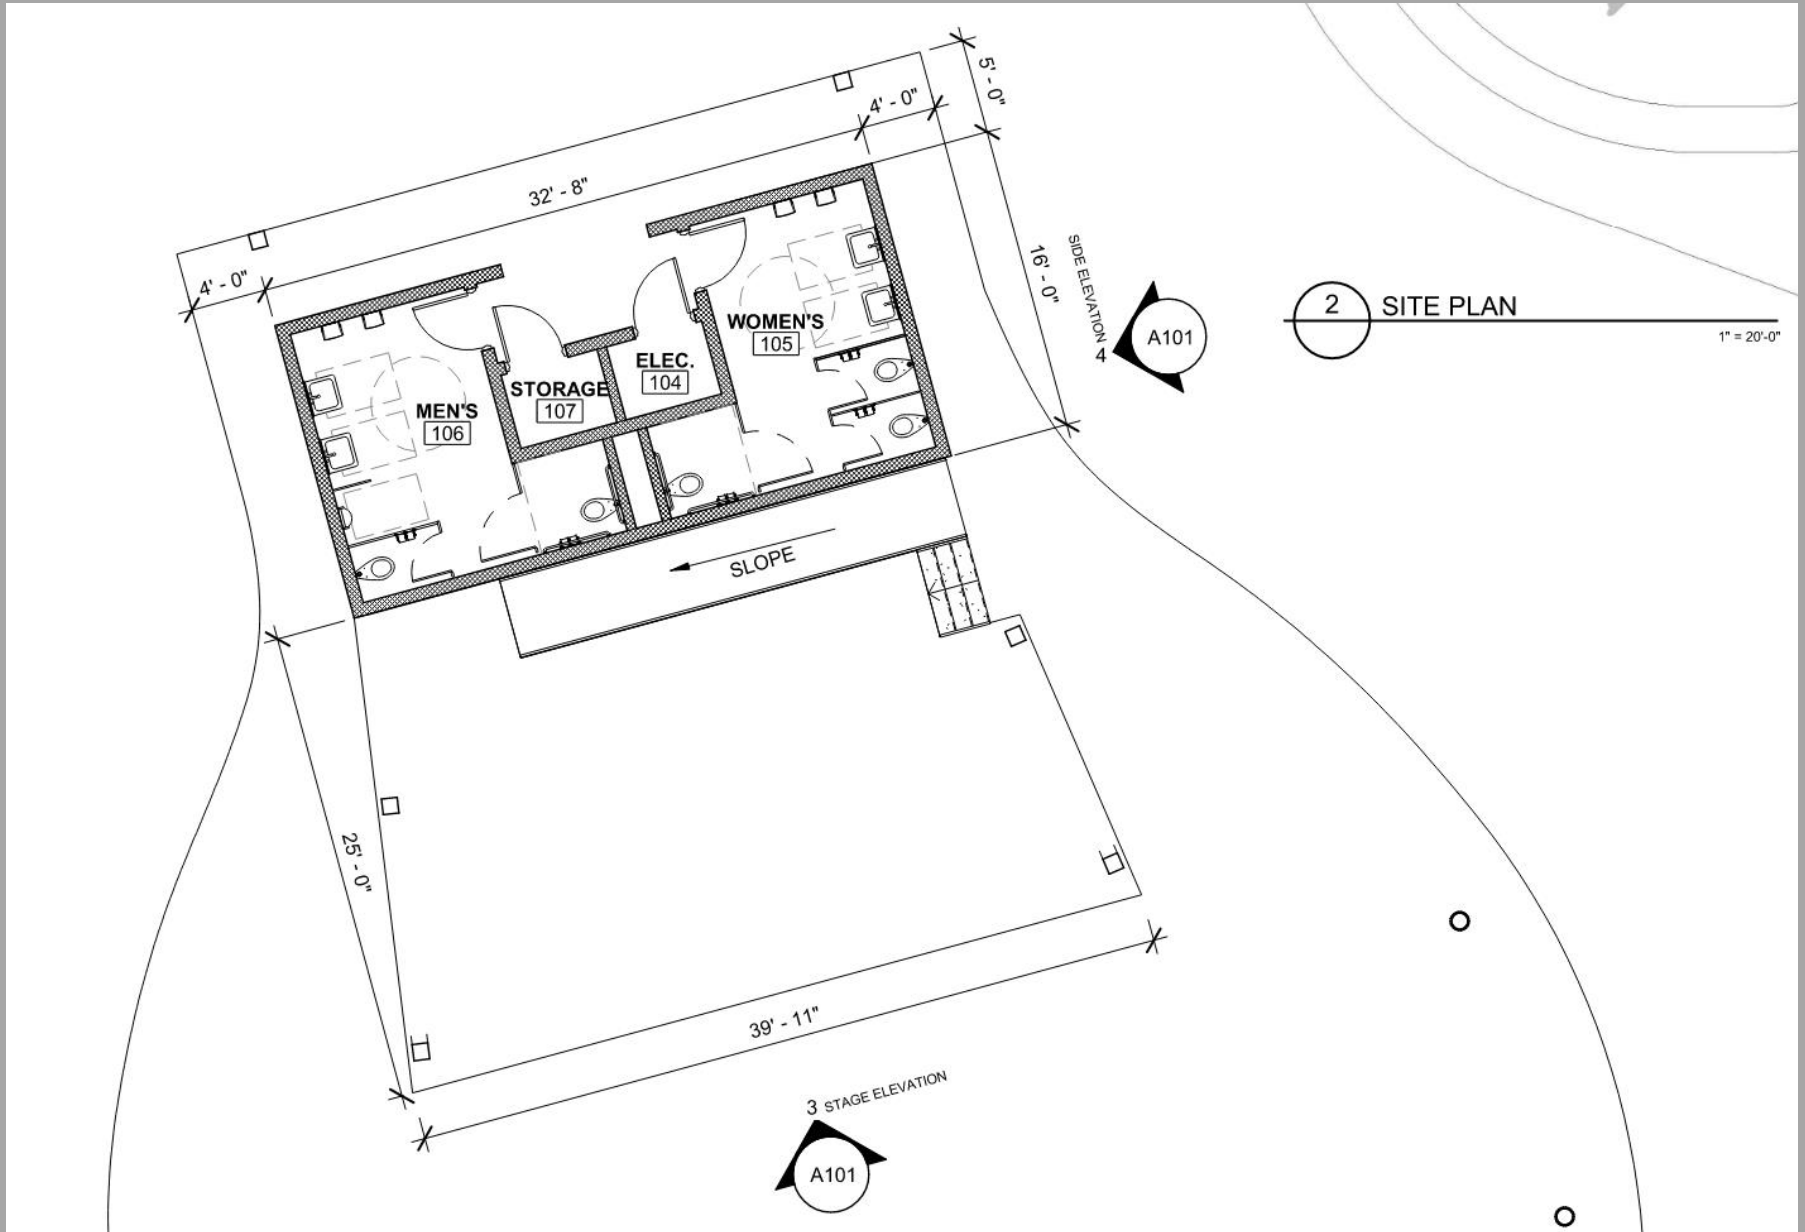 5' - 0"
4' - 0"
32' - 8"
4' - 0"
16' - 0"
SIDE ELEVATION
4
A101
2
SITE PLAN
1" = 20'-0"
WOMEN'S
105
ELEC.
104
STORAGE
107
MEN'S
106
SLOPE
25' - 0"
39' - 11"
3
STAGE ELEVATION
A101